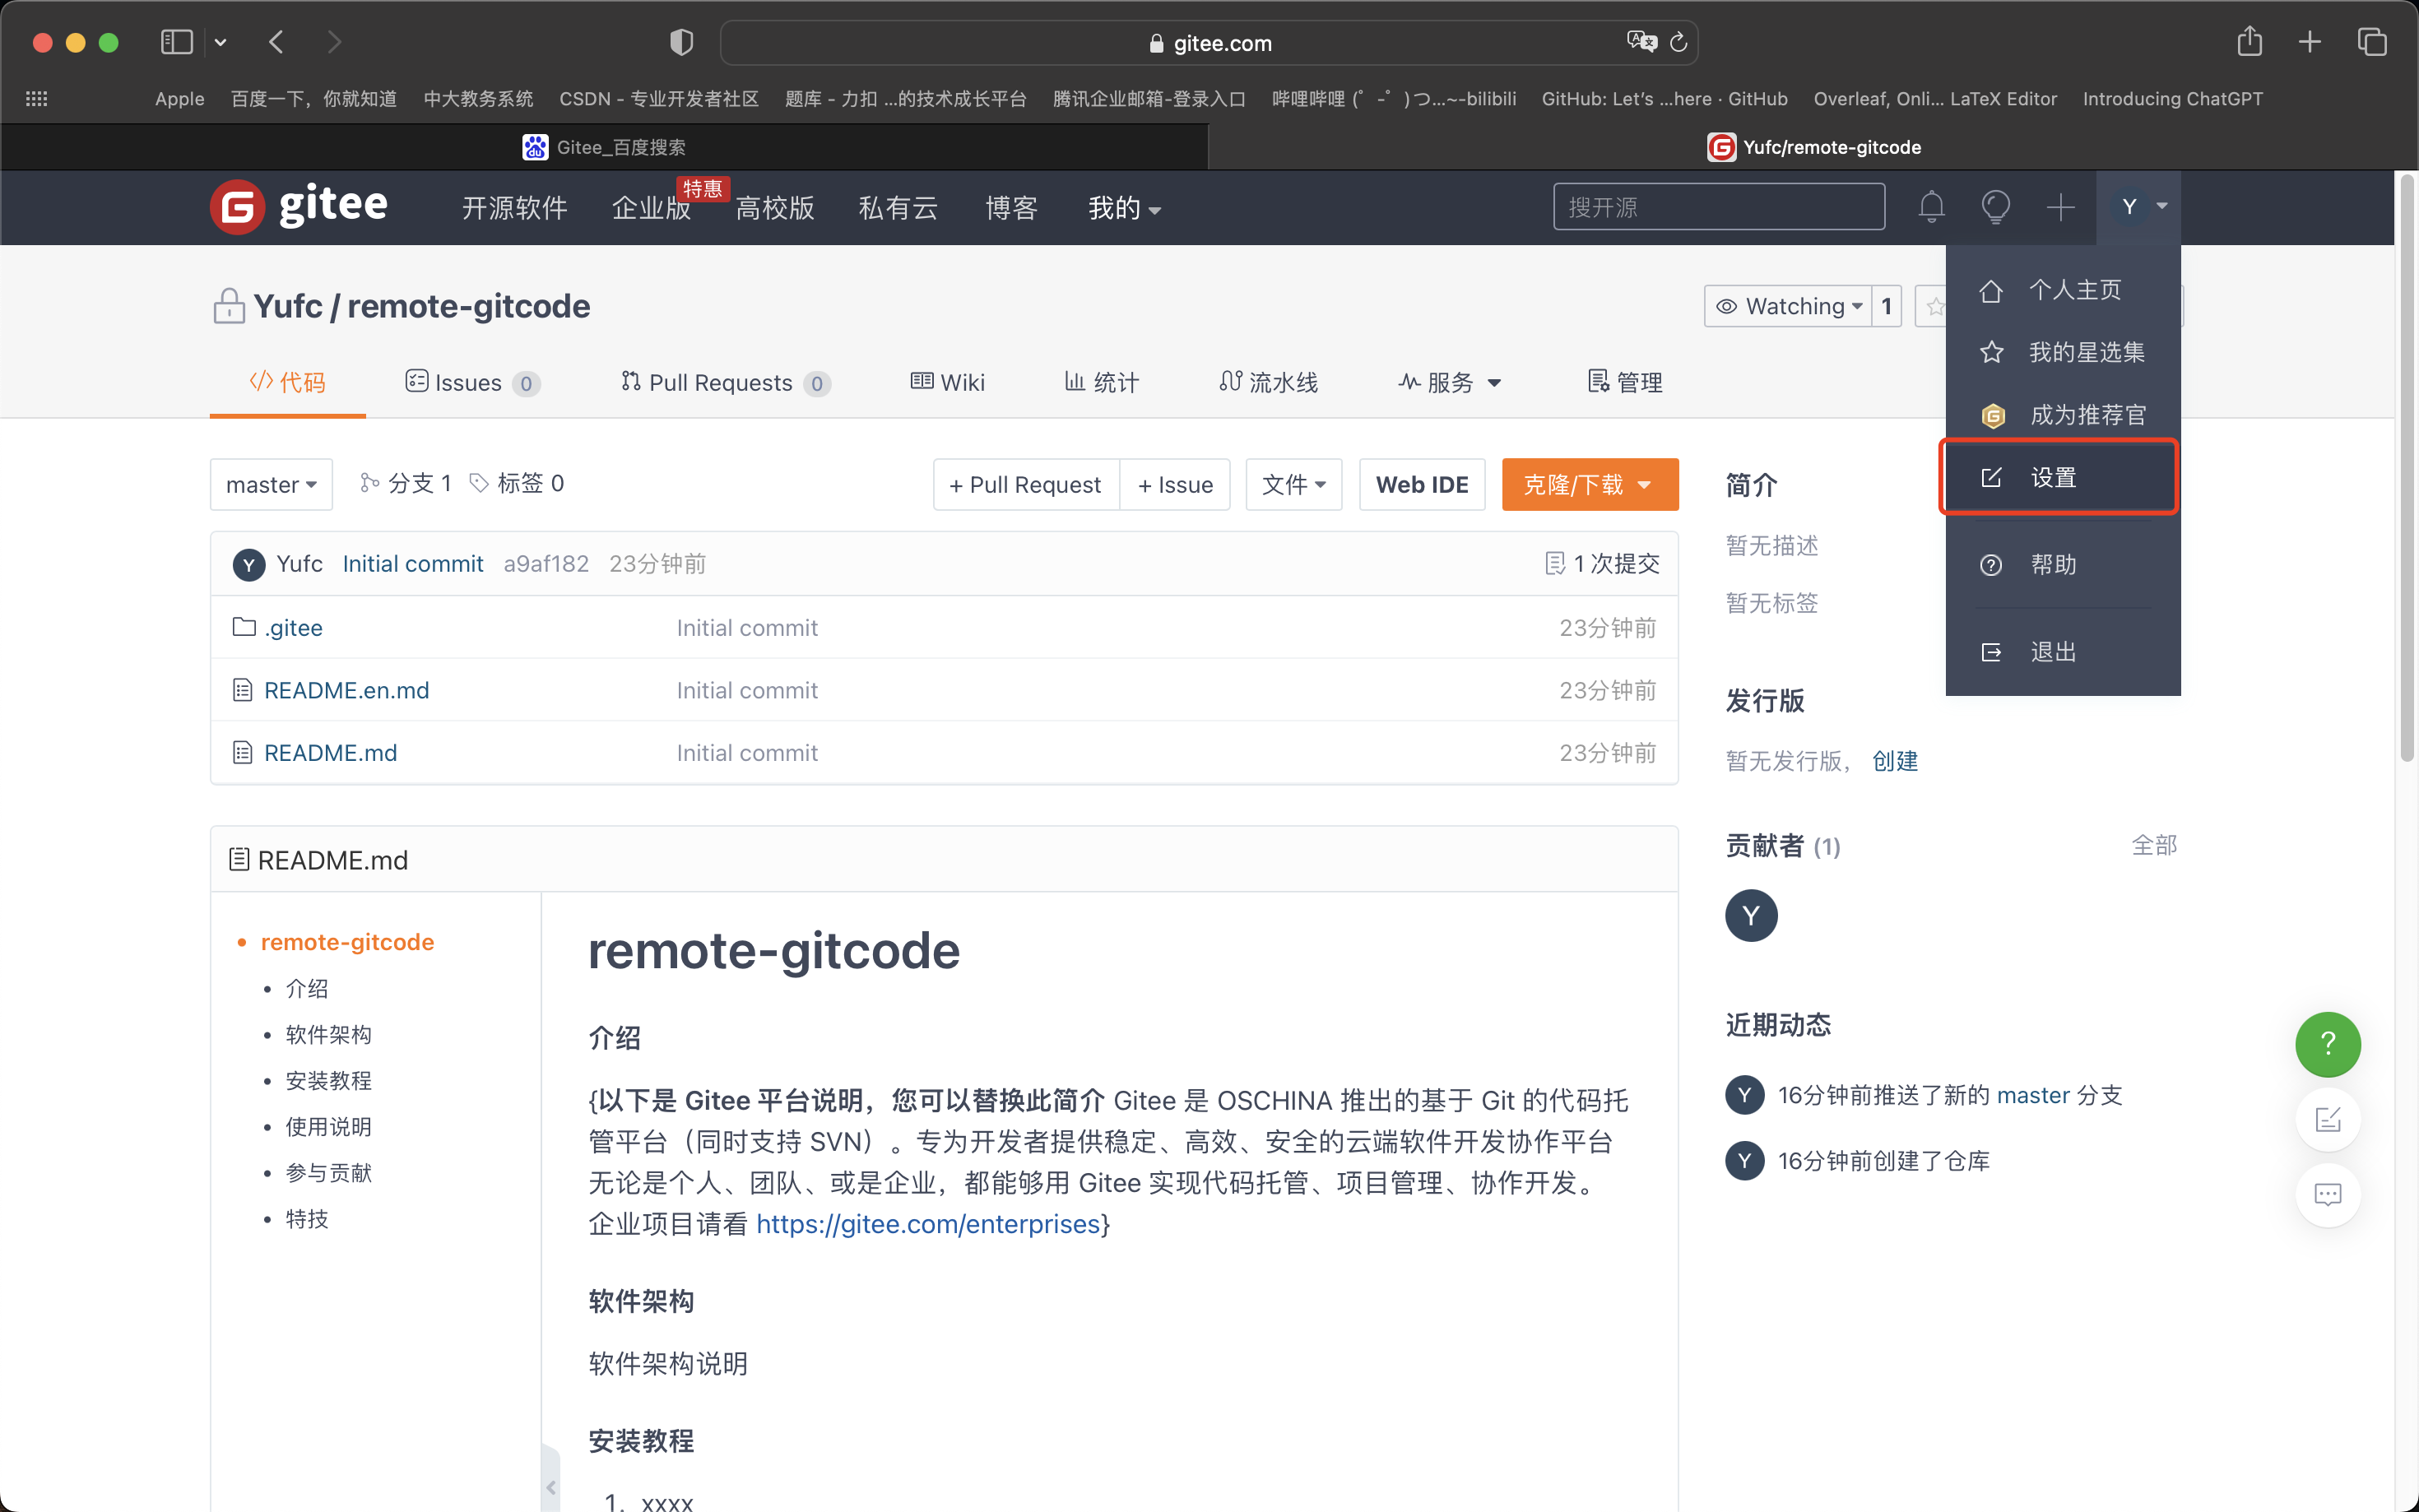 gitee.com
Apple 百度一下，你就知道 中大教务系统 CSDN - 专业开发者社区 题库 - 力扣 ...的技术成长平台 腾讯企业邮箱-登录入口 哔哩哔哩 (゜-゜)つ...~-bilibili GitHub: Let's ...here · GitHub Overleaf, Onli... LaTeX Editor Introducing ChatGPT
du Gitee_百度搜索 G Yufc/remote-gitcode
G gitee 开源软件 企业版 特惠 高校版 私有云 博客 我的 搜开源 Y
Yufc / remote-gitcode Watching 1
个人主页
我的星选集
成为推荐官
设置
帮助
退出
代码 Issues 0 Pull Requests 0 Wiki 统计 流水线 服务 管理
master 分支 1 标签 0 + Pull Request + Issue 文件 Web IDE 克隆/下载
Y Yufc Initial commit a9af182 23分钟前 1 次提交
.gitee Initial commit 23分钟前
README.en.md Initial commit 23分钟前
README.md Initial commit 23分钟前
简介
暂无描述
暂无标签
发行版
暂无发行版， 创建
贡献者 (1) 全部
Y
近期动态
Y 16分钟前推送了新的 master 分支
Y 16分钟前创建了仓库
?
README.md
• remote-gitcode
• 介绍
• 软件架构
• 安装教程
• 使用说明
• 参与贡献
• 特技
remote-gitcode
介绍
{以下是 Gitee 平台说明，您可以替换此简介 Gitee 是 OSCHINA 推出的基于 Git 的代码托
管平台（同时支持 SVN）。专为开发者提供稳定、高效、安全的云端软件开发协作平台
无论是个人、团队、或是企业，都能够用 Gitee 实现代码托管、项目管理、协作开发。
企业项目请看 https://gitee.com/enterprises}
软件架构
软件架构说明
安装教程
1. xxxx